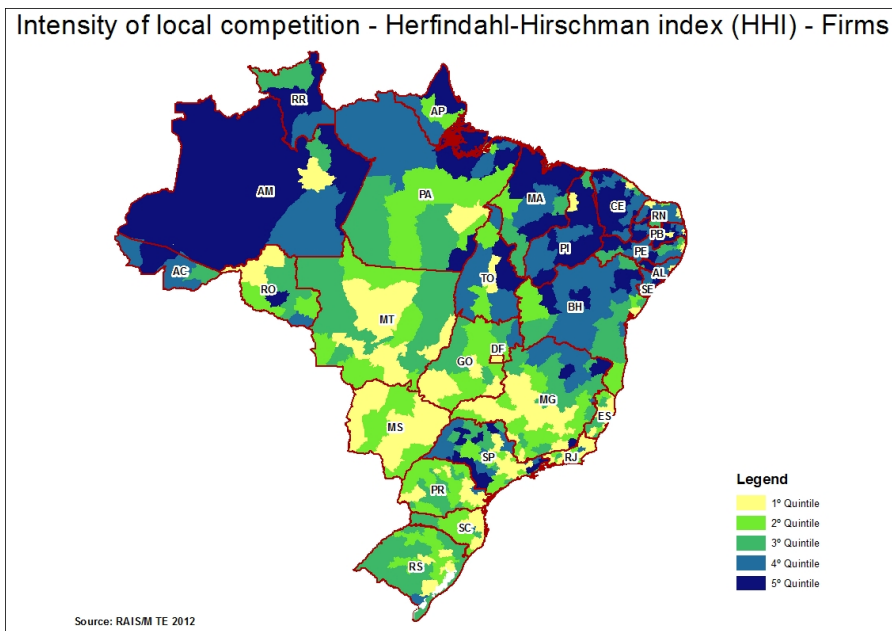 Intensity of local competition - Herfindahl-Hirschman index (HHI) - Firms
RR
AP
AM
PA
MA
CE
RN
PB
PI
PE
AC
TO
AL
RO
SE
BH
MT
DF
GO
MG
MS
ES
SP
RJ
PR
SC
RS
Legend
1º Quintile
2º Quintile
3º Quintile
4º Quintile
5º Quintile
Source: RAIS/M TE 2012